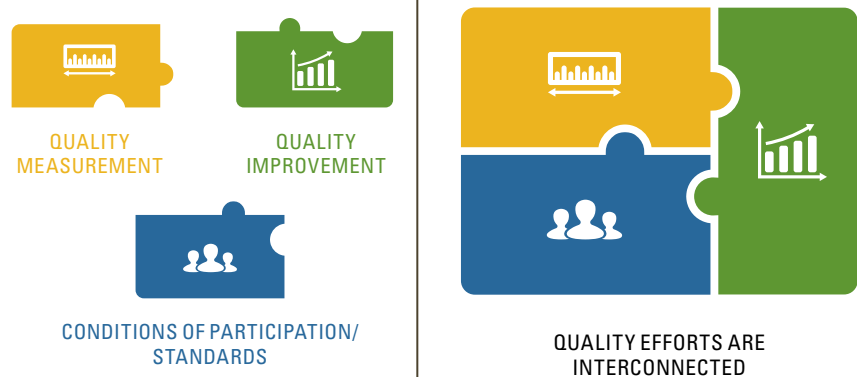 QUALITY
MEASUREMENT
QUALITY
IMPROVEMENT
CONDITIONS OF PARTICIPATION/
STANDARDS
QUALITY EFFORTS ARE
INTERCONNECTED